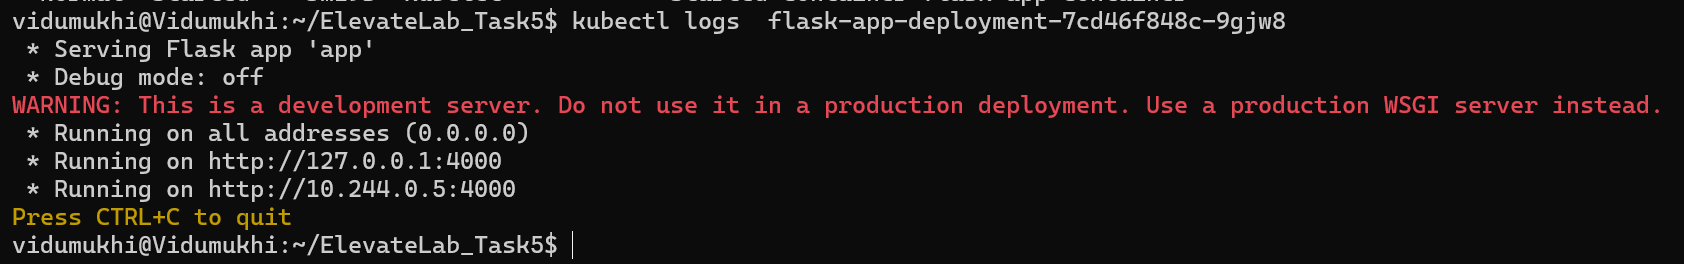 vidumukhi@Vidumukhi:~/ElevateLab_Task5$ kubectl logs  flask-app-deployment-7cd46f848c-9gjw8
 * Serving Flask app 'app'
 * Debug mode: off
WARNING: This is a development server. Do not use it in a production deployment. Use a production WSGI server instead.
 * Running on all addresses (0.0.0.0)
 * Running on http://127.0.0.1:4000
 * Running on http://10.244.0.5:4000
Press CTRL+C to quit
vidumukhi@Vidumukhi:~/ElevateLab_Task5$